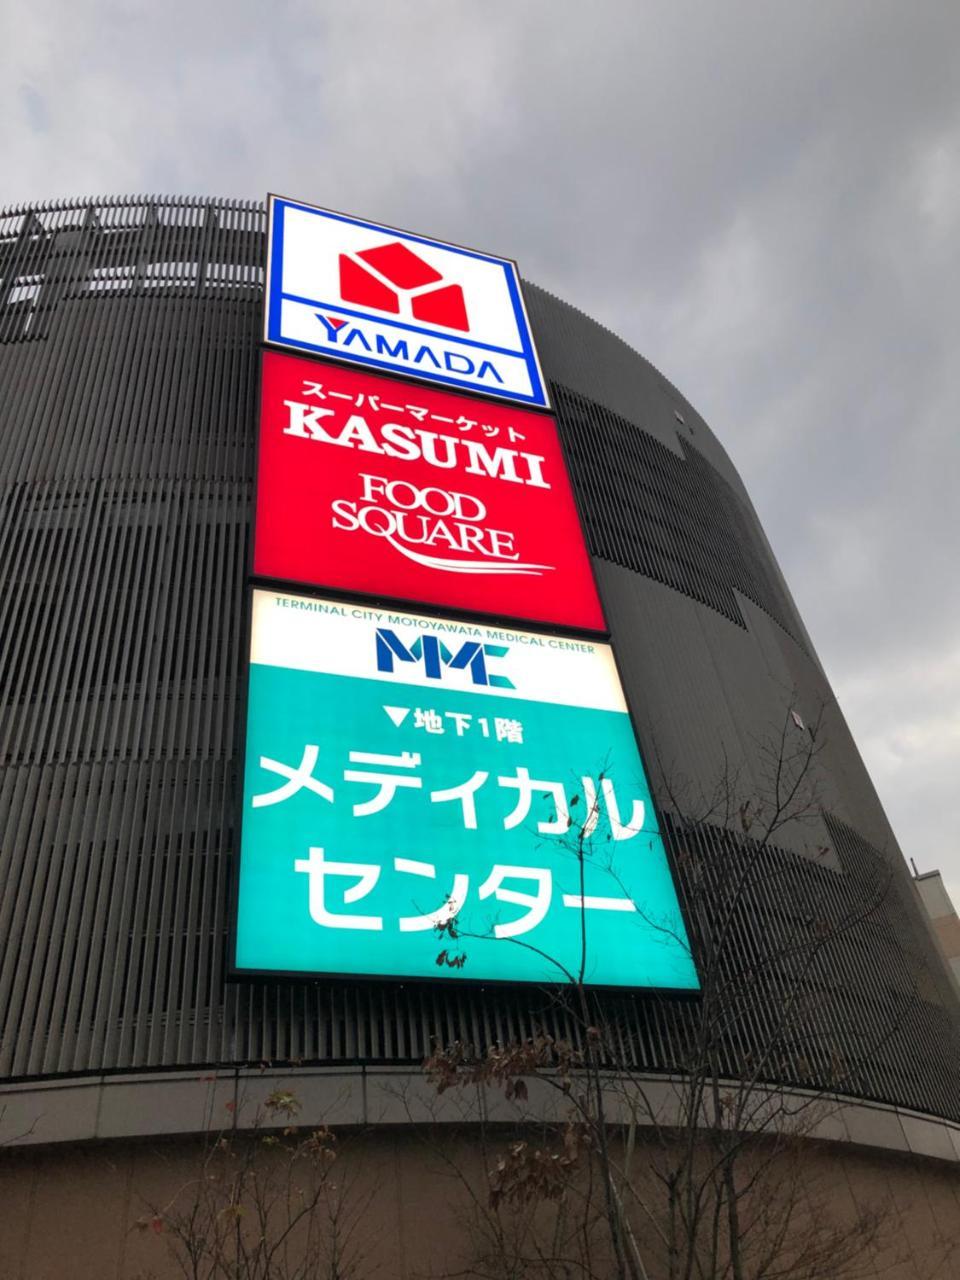 YAMADA
スーパーマーケット
KASUMI
FOOD
SQUARE
TERMINAL CITY MOTOYAWATA MEDICAL CENTER
MMC
▼地下1階
メディカル
センター